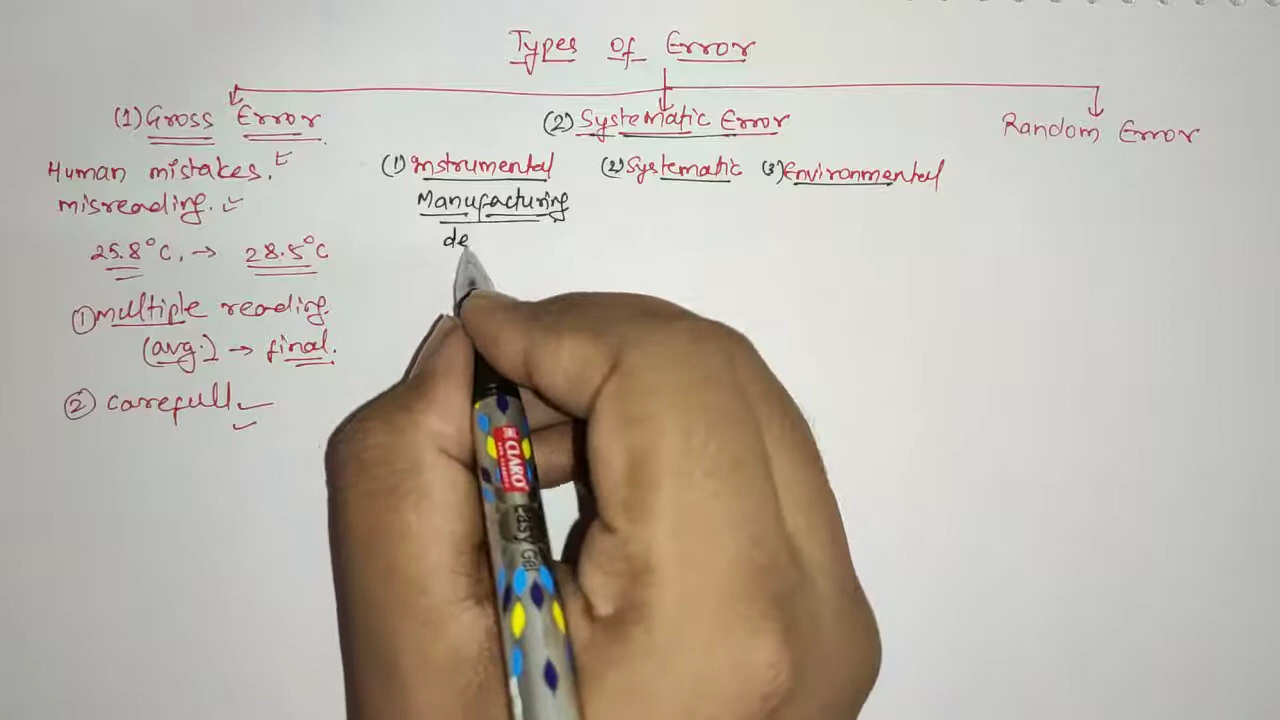 Types of Error
(1) Gross Error
(2) Systematic Error
Random Error
Human mistakes.
misreading.
25.8°C, → 28.5°C
① multiple reading.
(avg.) → final.
② carefull
(1) Instrumental
(2) Systematic
(3) Environmental
Manufacturing
de
CLARO
Easy Gel